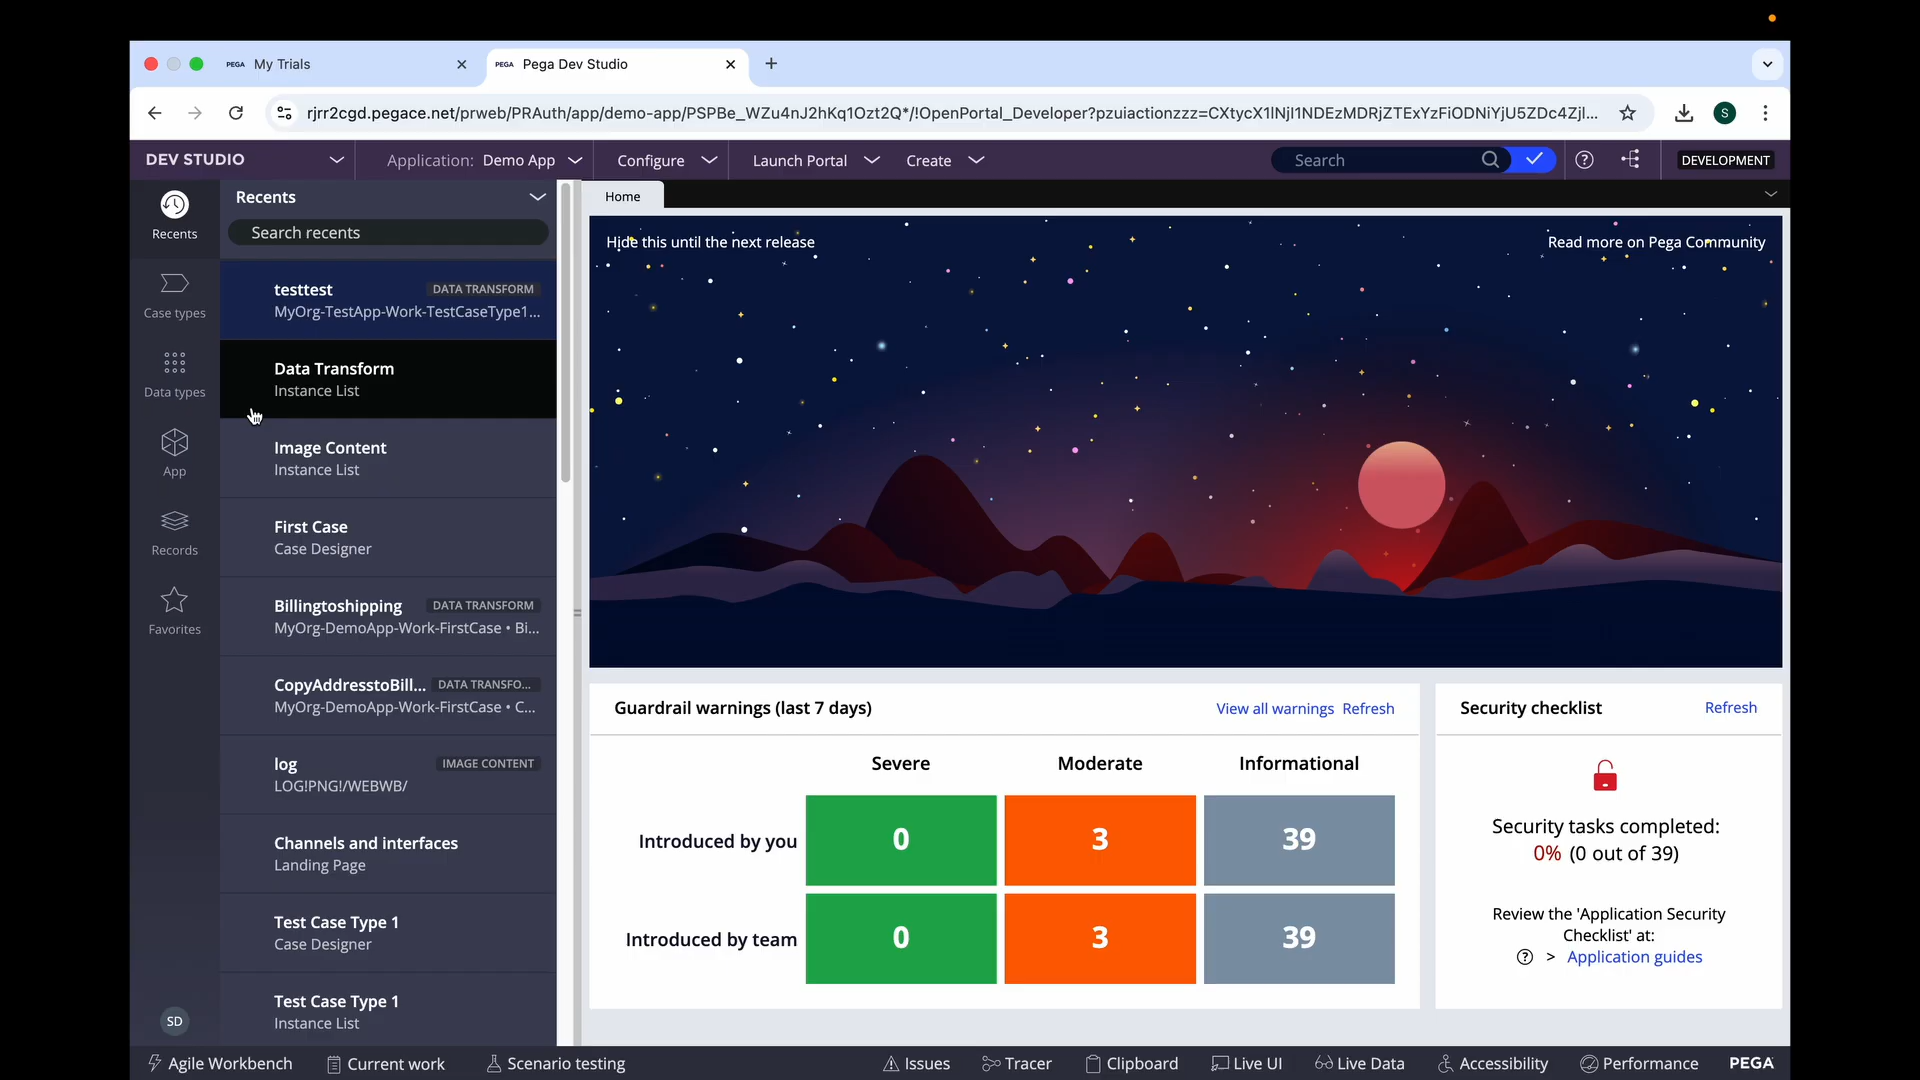 PEGA My Trials
PEGA Pega Dev Studio
rjrr2cgd.pegace.net/prweb/PRAuth/app/demo-app/PSPBe_WZu4nJ2hKq1Ozt2Q*/!OpenPortal_Developer?pzuiactionzzz=CXtycX1lNjI1NDEzMDRjZTExYzFiODNiYjU5ZDc4Zjl...
S
DEV STUDIO
Application: Demo App
Configure
Launch Portal
Create
Search
DEVELOPMENT
Recents
Case types
Data types
App
Records
Favorites
SD
Recents
Search recents
testtest DATA TRANSFORM
MyOrg-TestApp-Work-TestCaseType1...
Data Transform
Instance List
Image Content
Instance List
First Case
Case Designer
Billingtoshipping DATA TRANSFORM
MyOrg-DemoApp-Work-FirstCase • Bi...
CopyAddresstoBill... DATA TRANSFO...
MyOrg-DemoApp-Work-FirstCase • C...
log IMAGE CONTENT
LOG!PNG!/WEBWB/
Channels and interfaces
Landing Page
Test Case Type 1
Case Designer
Test Case Type 1
Instance List
Home
Hide this until the next release
Read more on Pega Community
Guardrail warnings (last 7 days)
View all warnings Refresh
Severe Moderate Informational
Introduced by you 0 3 39
Introduced by team 0 3 39
Security checklist
Refresh
Security tasks completed:
0% (0 out of 39)
Review the 'Application Security
Checklist' at:
? > Application guides
Agile Workbench
Current work
Scenario testing
Issues
Tracer
Clipboard
Live UI
Live Data
Accessibility
Performance
PEGA